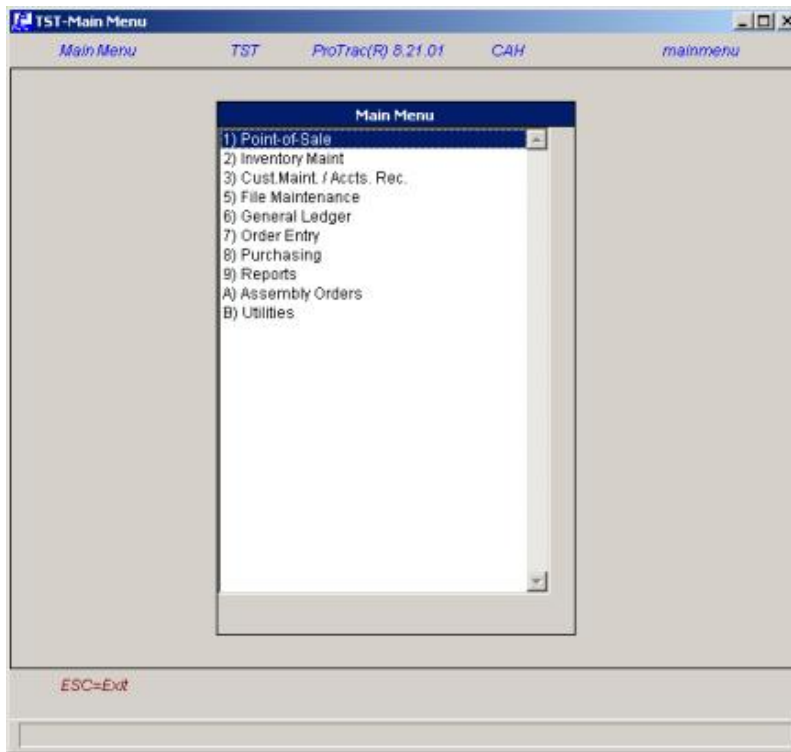 TST-Main Menu
Main Menu TST ProTrac(R) 8.21.01 CAH mainmenu
Main Menu
1) Point-of-Sale
2) Inventory Maint
3) Cust.Maint. / Accts. Rec.
5) File Maintenance
6) General Ledger
7) Order Entry
8) Purchasing
9) Reports
A) Assembly Orders
B) Utilities
ESC=Exit